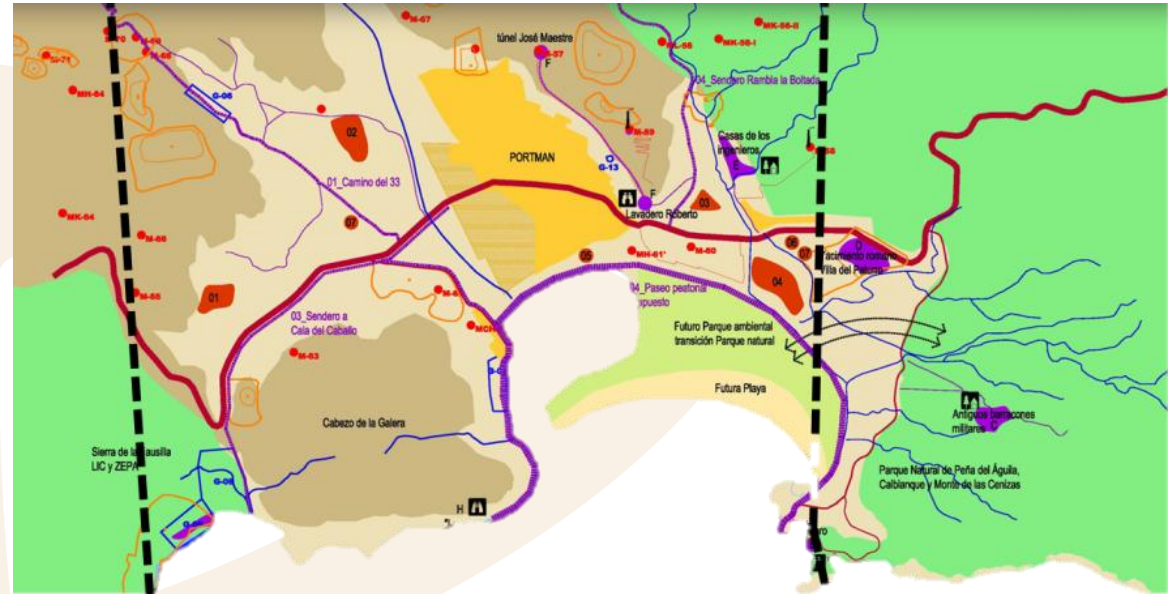 M-67
MK-56-II
MK-56-I
túnel José Maestre
F
M-66
04_Sendero Rambla la Boltada
MH-64
G-06
02
M-59
Casas de los
ingenieros
E
PORTMAN
G-13
01_Camino del 33
F
Lavadero Roberto
03
MK-64
07
M-66
05
MH-61'
M-60
06
07
D
Yacimiento romano
Villa del Paturro
M-65
01
04
04_Paseo peatonal
03_Sendero a
Cala del Caballo
Futuro Parque ambiental
transición Parque natural
M-63
Futura Playa
Cabezo de la Galera
Antiguos barracones
militares
C
Sierra de la Fausilla
LIC y ZEPA
Parque Natural de Peña del Águila,
Calblanque y Monte de las Cenizas
H